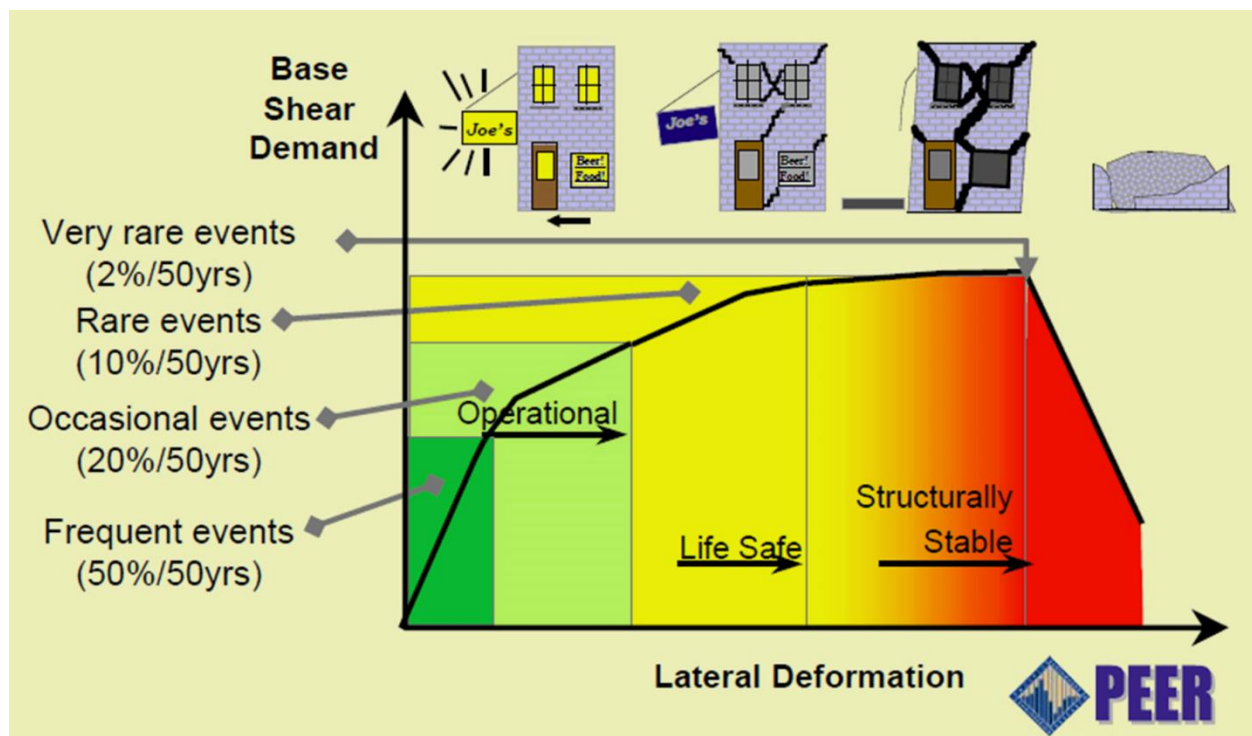 Base
Shear
Demand
Joe's
Beer!
Food!
Joe's
Beer!
Food!
Very rare events
(2%/50yrs)
Rare events
(10%/50yrs)
Occasional events
(20%/50yrs)
Frequent events
(50%/50yrs)
Operational
Life Safe
Structurally
Stable
Lateral Deformation
PEER